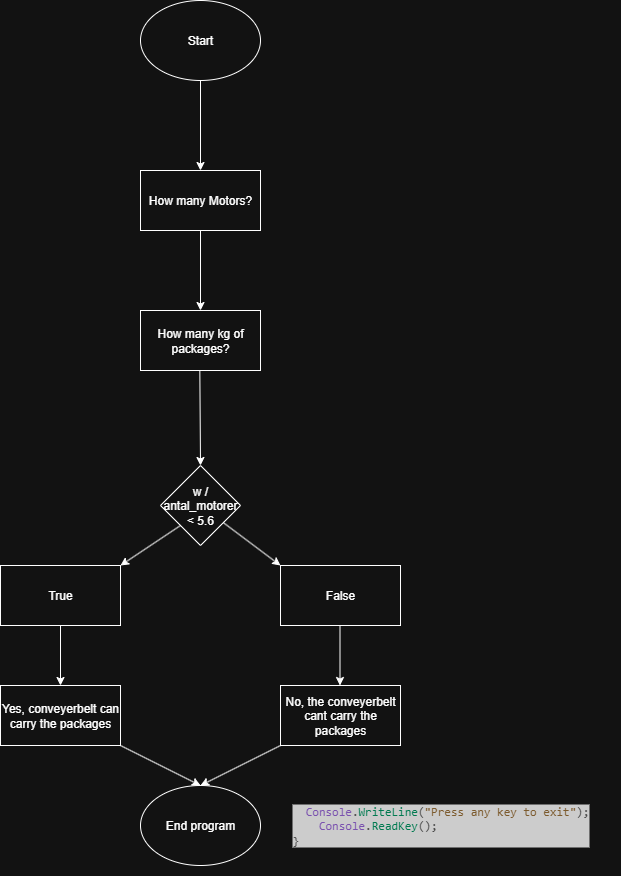 Start
How many Motors?
How many kg of
packages?
w /
antal_motorer
< 5.6
True
False
Yes, conveyerbelt can
carry the packages
No, the conveyerbelt
cant carry the
packages
End program
Console.WriteLine("Press any key to exit");
Console.ReadKey();
}